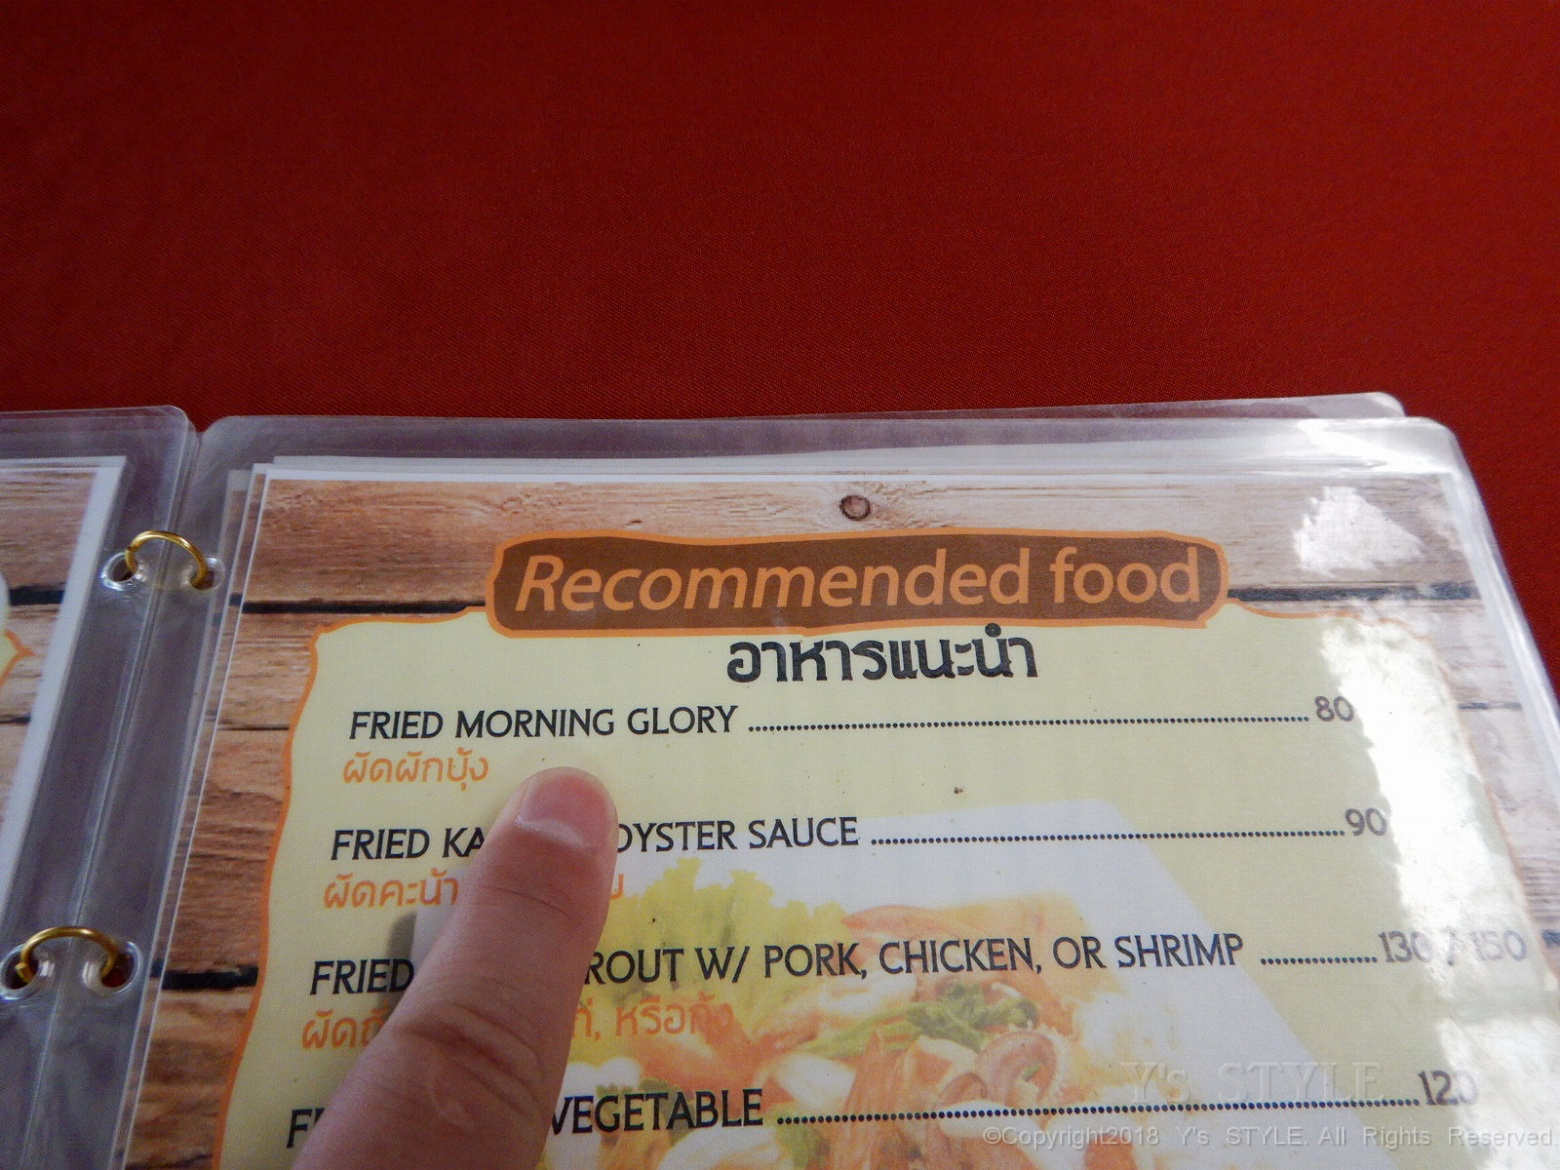 Recommended food
อาหารแนะนำ
FRIED MORNING GLORY 80
ผัดผักบุ้ง
FRIED OYSTER SAUCE 90
ผัดคะน้า
FRIED W/ PORK, CHICKEN, OR SHRIMP 130 / 150
หรือกุ้ง
VEGETABLE 120
Y's STYLE
©Copyright2018 Y's STYLE. All Rights Reserved.